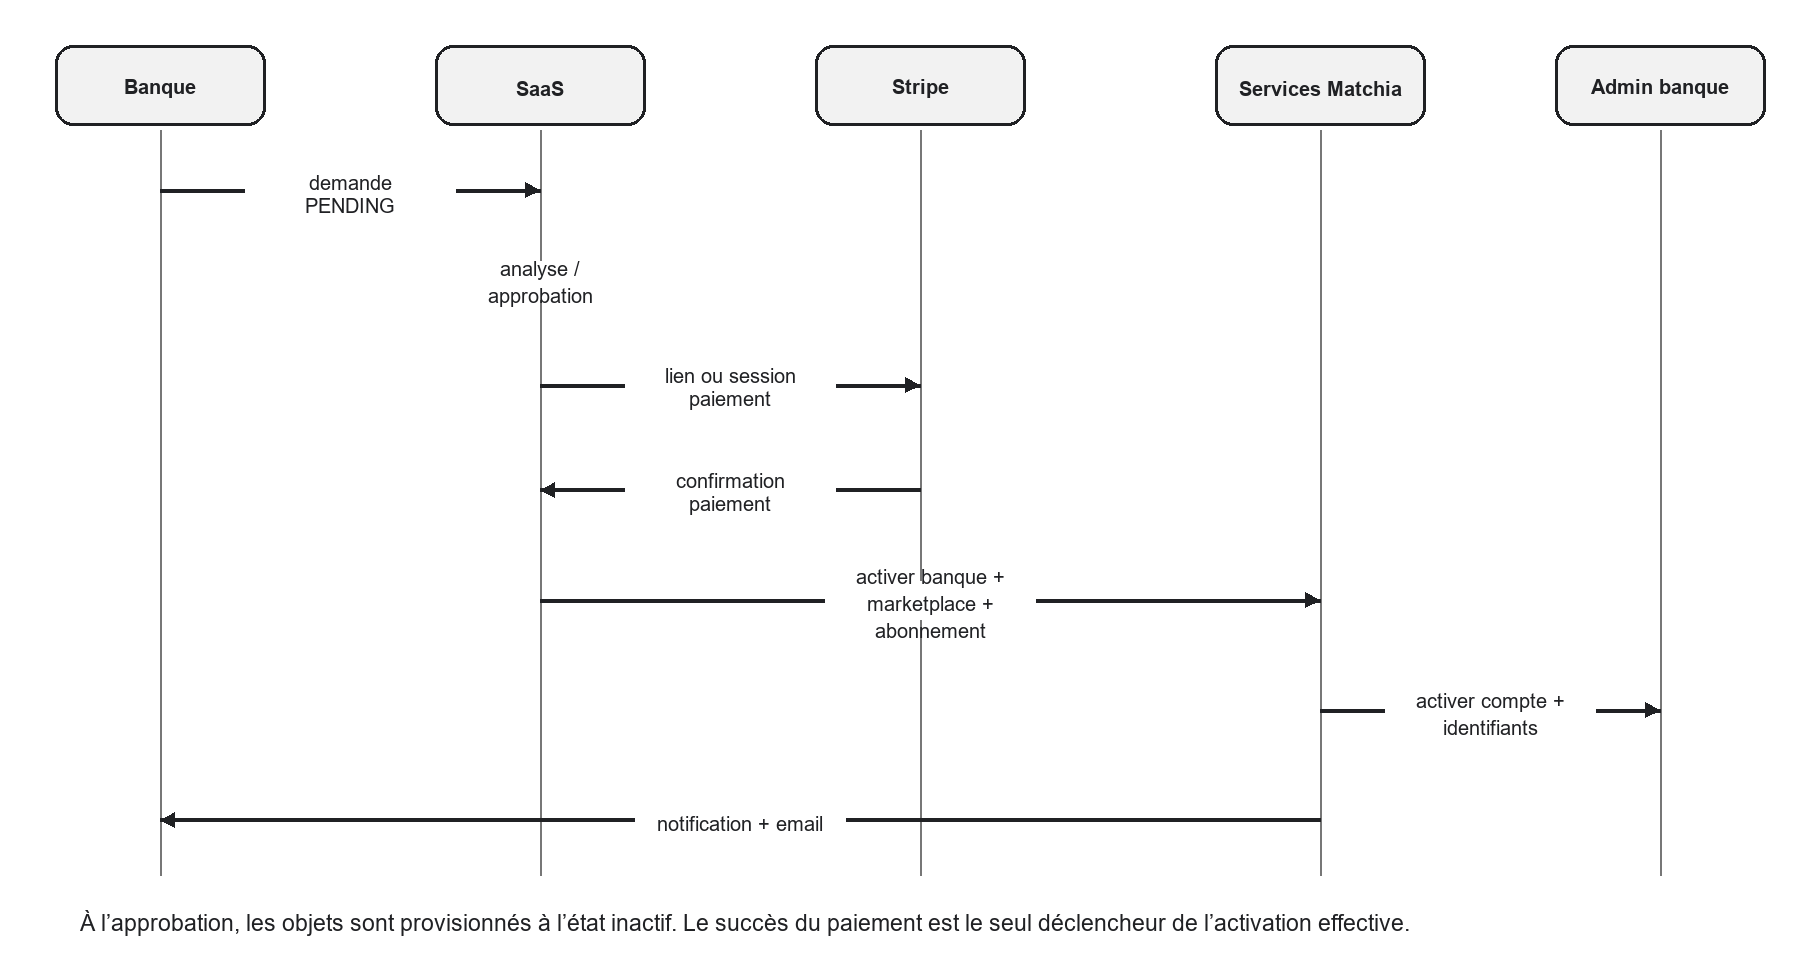 Banque
SaaS
Stripe
Services Matchia
Admin banque
demande
PENDING
analyse /
approbation
lien ou session
paiement
confirmation
paiement
activer banque +
marketplace +
abonnement
activer compte +
identifiants
notification + email
À l’approbation, les objets sont provisionnés à l’état inactif. Le succès du paiement est le seul déclencheur de l’activation effective.